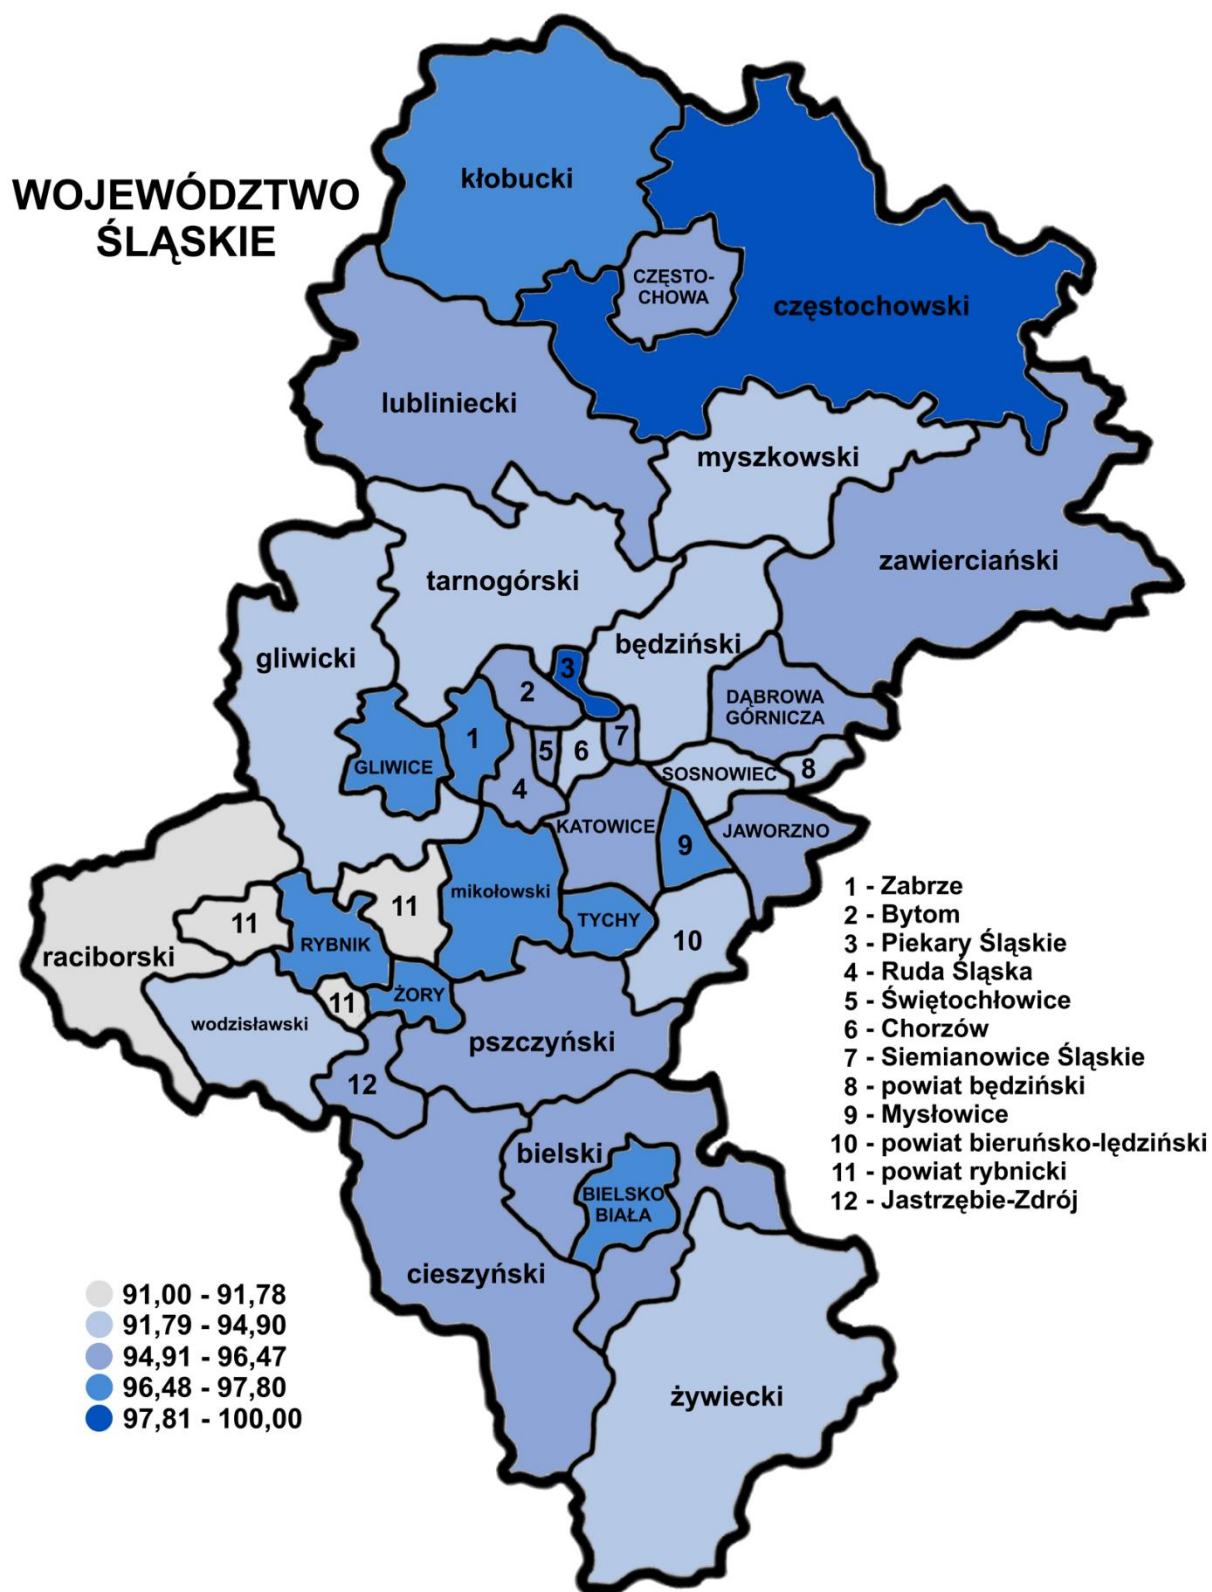 WOJEWÓDZTWO
ŚLĄSKIE
kłobucki
CZĘSTO-
CHOWA
częstochowski
lubliniecki
myszkowski
zawierciański
tarnogórski
będziński
gliwicki
3
2
DĄBROWA
GÓRNICZA
1
7
5
6
GLIWICE
SOSNOWIEC
8
4
KATOWICE
JAWORZNO
9
mikołowski
11
11
TYCHY
RYBNIK
10
raciborski
ŻORY
11
wodzisławski
pszczyński
12
bielski
BIELSKO
BIAŁA
cieszyński
żywiecki
1 - Zabrze
2 - Bytom
3 - Piekary Śląskie
4 - Ruda Śląska
5 - Świętochłowice
6 - Chorzów
7 - Siemianowice Śląskie
8 - powiat będziński
9 - Mysłowice
10 - powiat bieruńsko-lędziński
11 - powiat rybnicki
12 - Jastrzębie-Zdrój
91,00 - 91,78
91,79 - 94,90
94,91 - 96,47
96,48 - 97,80
97,81 - 100,00